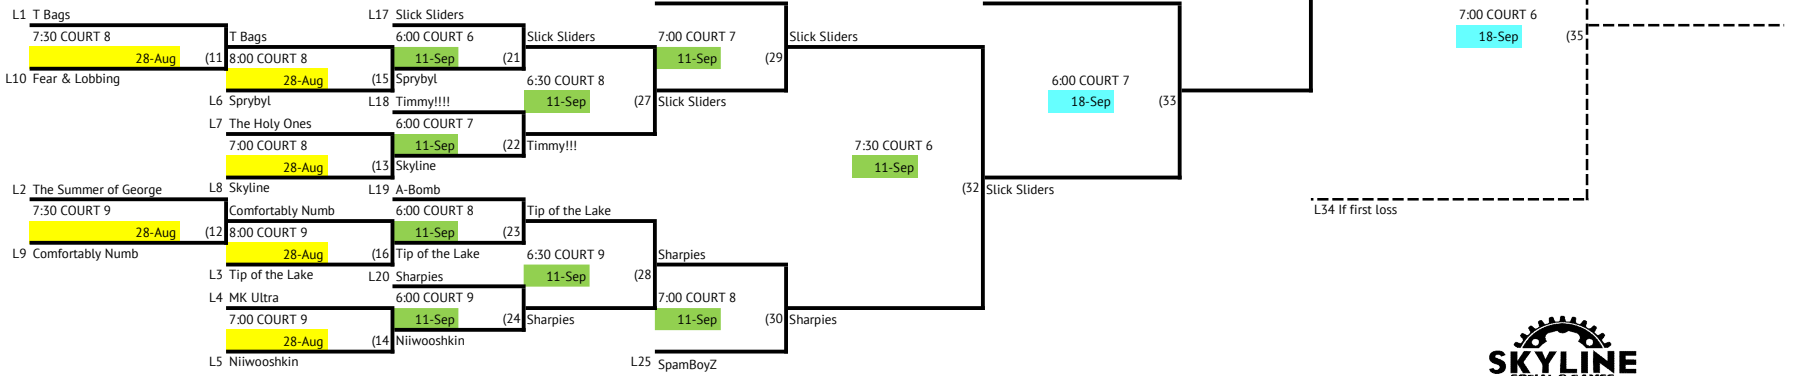 L1 T Bags
7:30 COURT 8
28-Aug (11
L10 Fear & Lobbing
T Bags
8:00 COURT 8
28-Aug (15
L6 Sprybyl
L7 The Holy Ones
7:00 COURT 8
28-Aug (13
L8 Skyline
L2 The Summer of George
7:30 COURT 9
28-Aug (12
L9 Comfortably Numb
Comfortably Numb
8:00 COURT 9
28-Aug (16
L3 Tip of the Lake
L4 MK Ultra
7:00 COURT 9
28-Aug (14
L5 Niiwooshkin
L17 Slick Sliders
6:00 COURT 6
11-Sep (21
Sprybyl
L18 Timmy!!!!
6:00 COURT 7
11-Sep (22
Skyline
L19 A-Bomb
6:00 COURT 8
11-Sep (23
Tip of the Lake
L20 Sharpies
6:00 COURT 9
11-Sep (24
Niiwooshkin
Slick Sliders
6:30 COURT 8
11-Sep (27
Timmy!!!
Tip of the Lake
6:30 COURT 9
11-Sep (28
Sharpies
7:00 COURT 7
11-Sep (29
Slick Sliders
Sharpies
7:00 COURT 8
11-Sep (30
L25 SpamBoyZ
Slick Sliders
7:30 COURT 6
11-Sep (32
Sharpies
6:00 COURT 7
18-Sep (33
Slick Sliders
7:00 COURT 6
18-Sep (35
L34 If first loss
SKYLINE